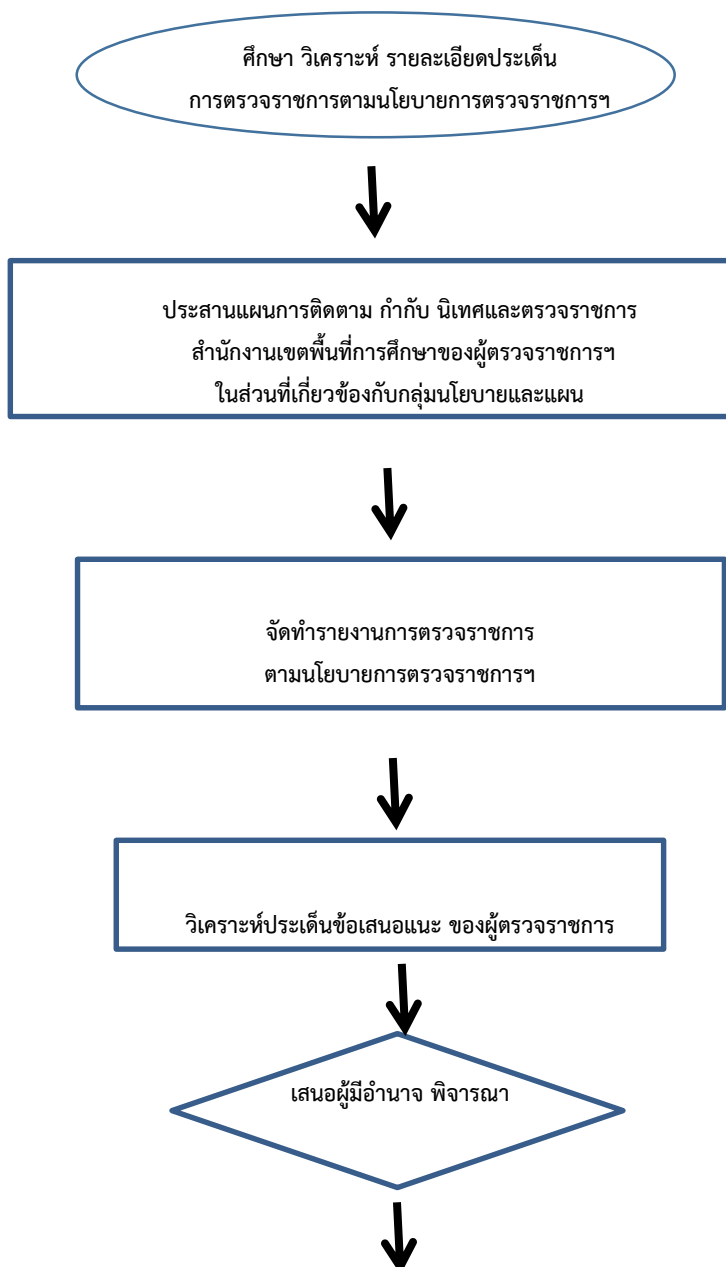 ศึกษา วิเคราะห์ รายละเอียดประเด็น
การตรวจราชการตามนโยบายการตรวจราชการฯ
ประสานแผนการติดตาม กำกับ นิเทศและตรวจราชการ
สำนักงานเขตพื้นที่การศึกษาของผู้ตรวจราชการฯ
ในส่วนที่เกี่ยวข้องกับกลุ่มนโยบายและแผน
จัดทำรายงานการตรวจราชการ
ตามนโยบายการตรวจราชการฯ
วิเคราะห์ประเด็นข้อเสนอแนะ ของผู้ตรวจราชการ
เสนอผู้มีอำนาจ พิจารณา